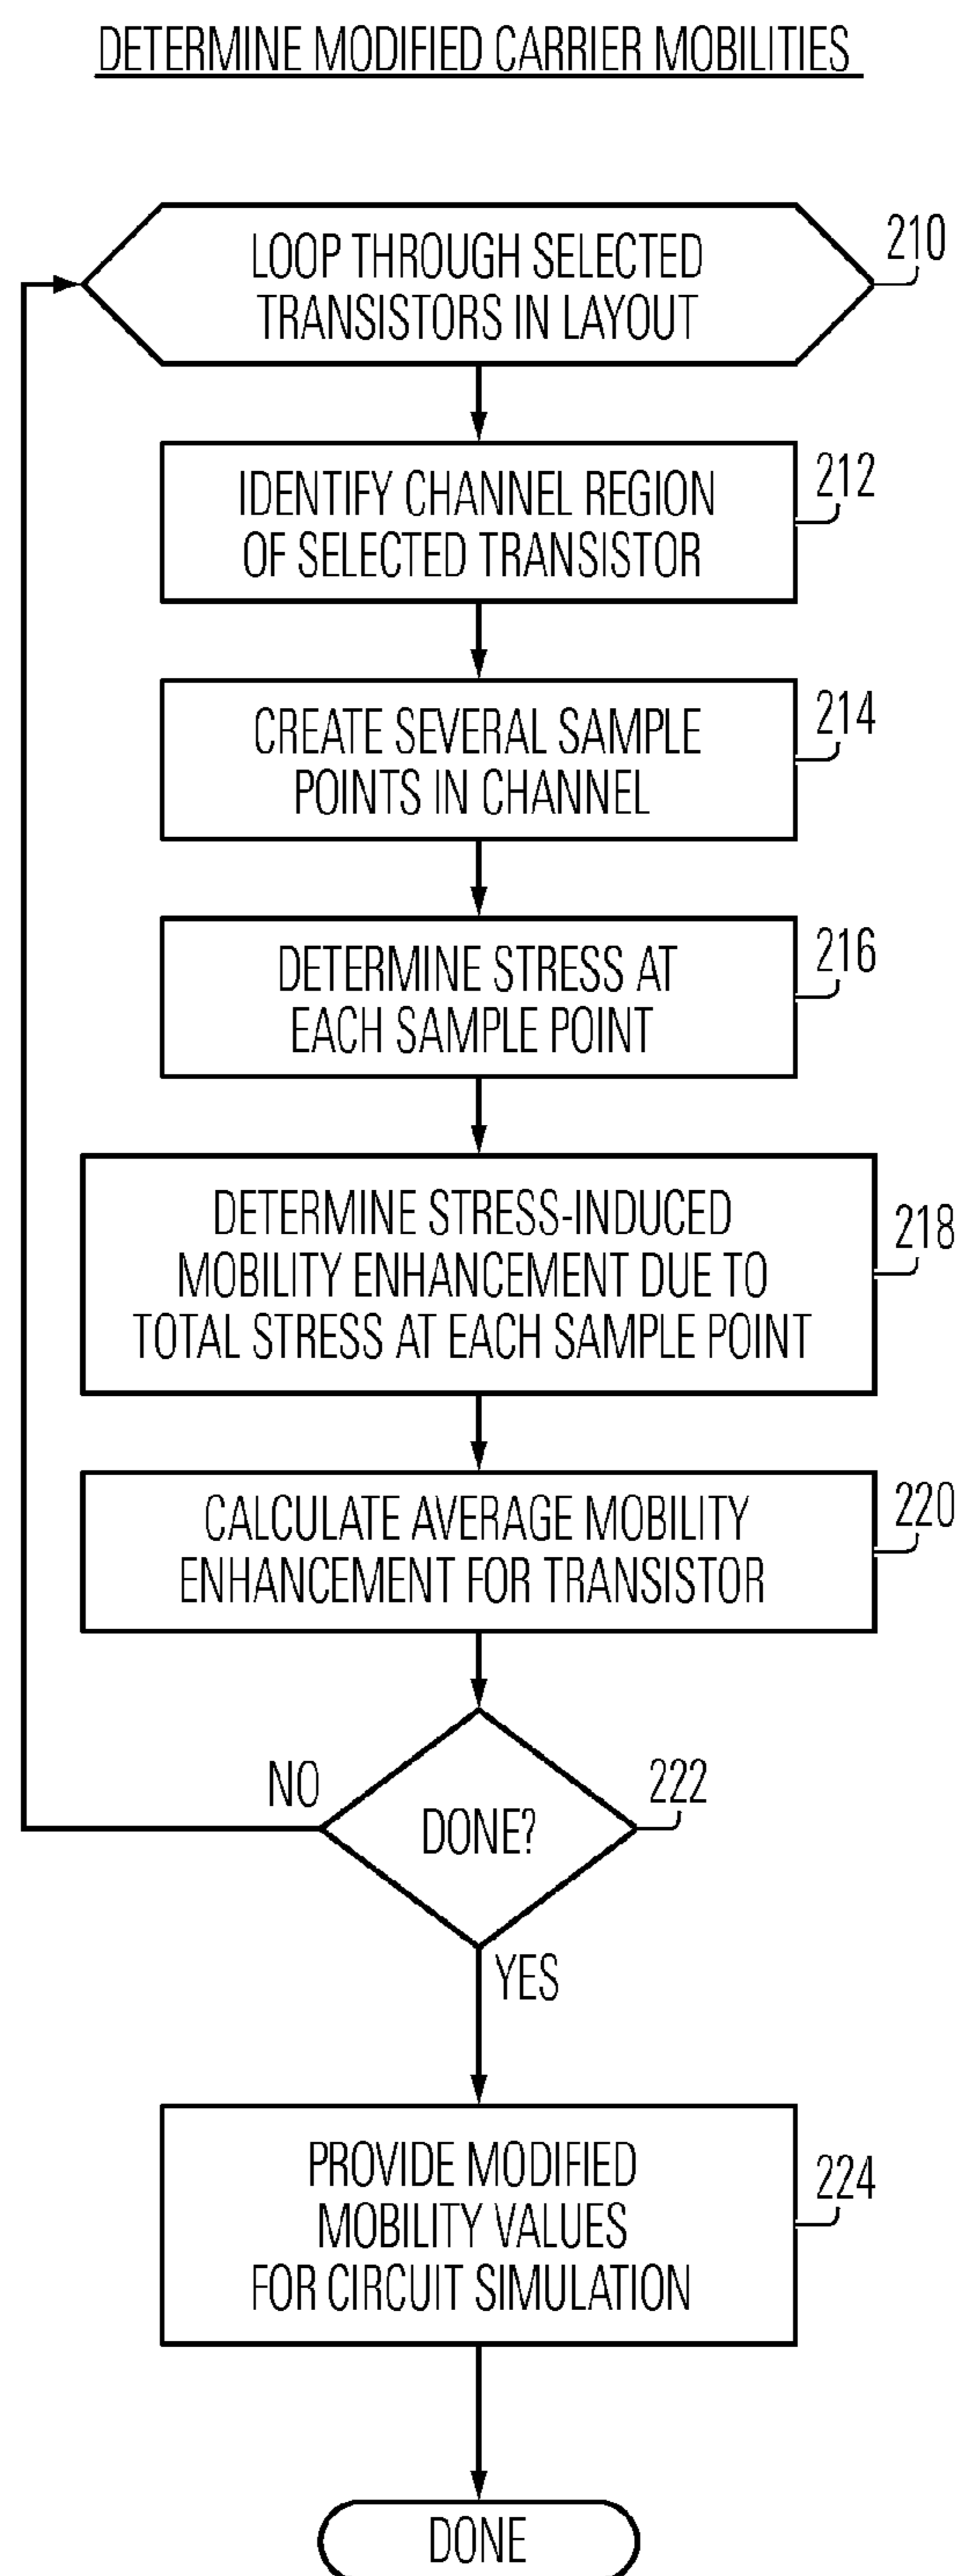 DETERMINE MODIFIED CARRIER MOBILITIES
LOOP THROUGH SELECTED
TRANSISTORS IN LAYOUT
210
IDENTIFY CHANNEL REGION
OF SELECTED TRANSISTOR
212
CREATE SEVERAL SAMPLE
POINTS IN CHANNEL
214
DETERMINE STRESS AT
EACH SAMPLE POINT
216
DETERMINE STRESS-INDUCED
MOBILITY ENHANCEMENT DUE TO
TOTAL STRESS AT EACH SAMPLE POINT
218
CALCULATE AVERAGE MOBILITY
ENHANCEMENT FOR TRANSISTOR
220
NO
DONE?
222
YES
PROVIDE MODIFIED
MOBILITY VALUES
FOR CIRCUIT SIMULATION
224
DONE